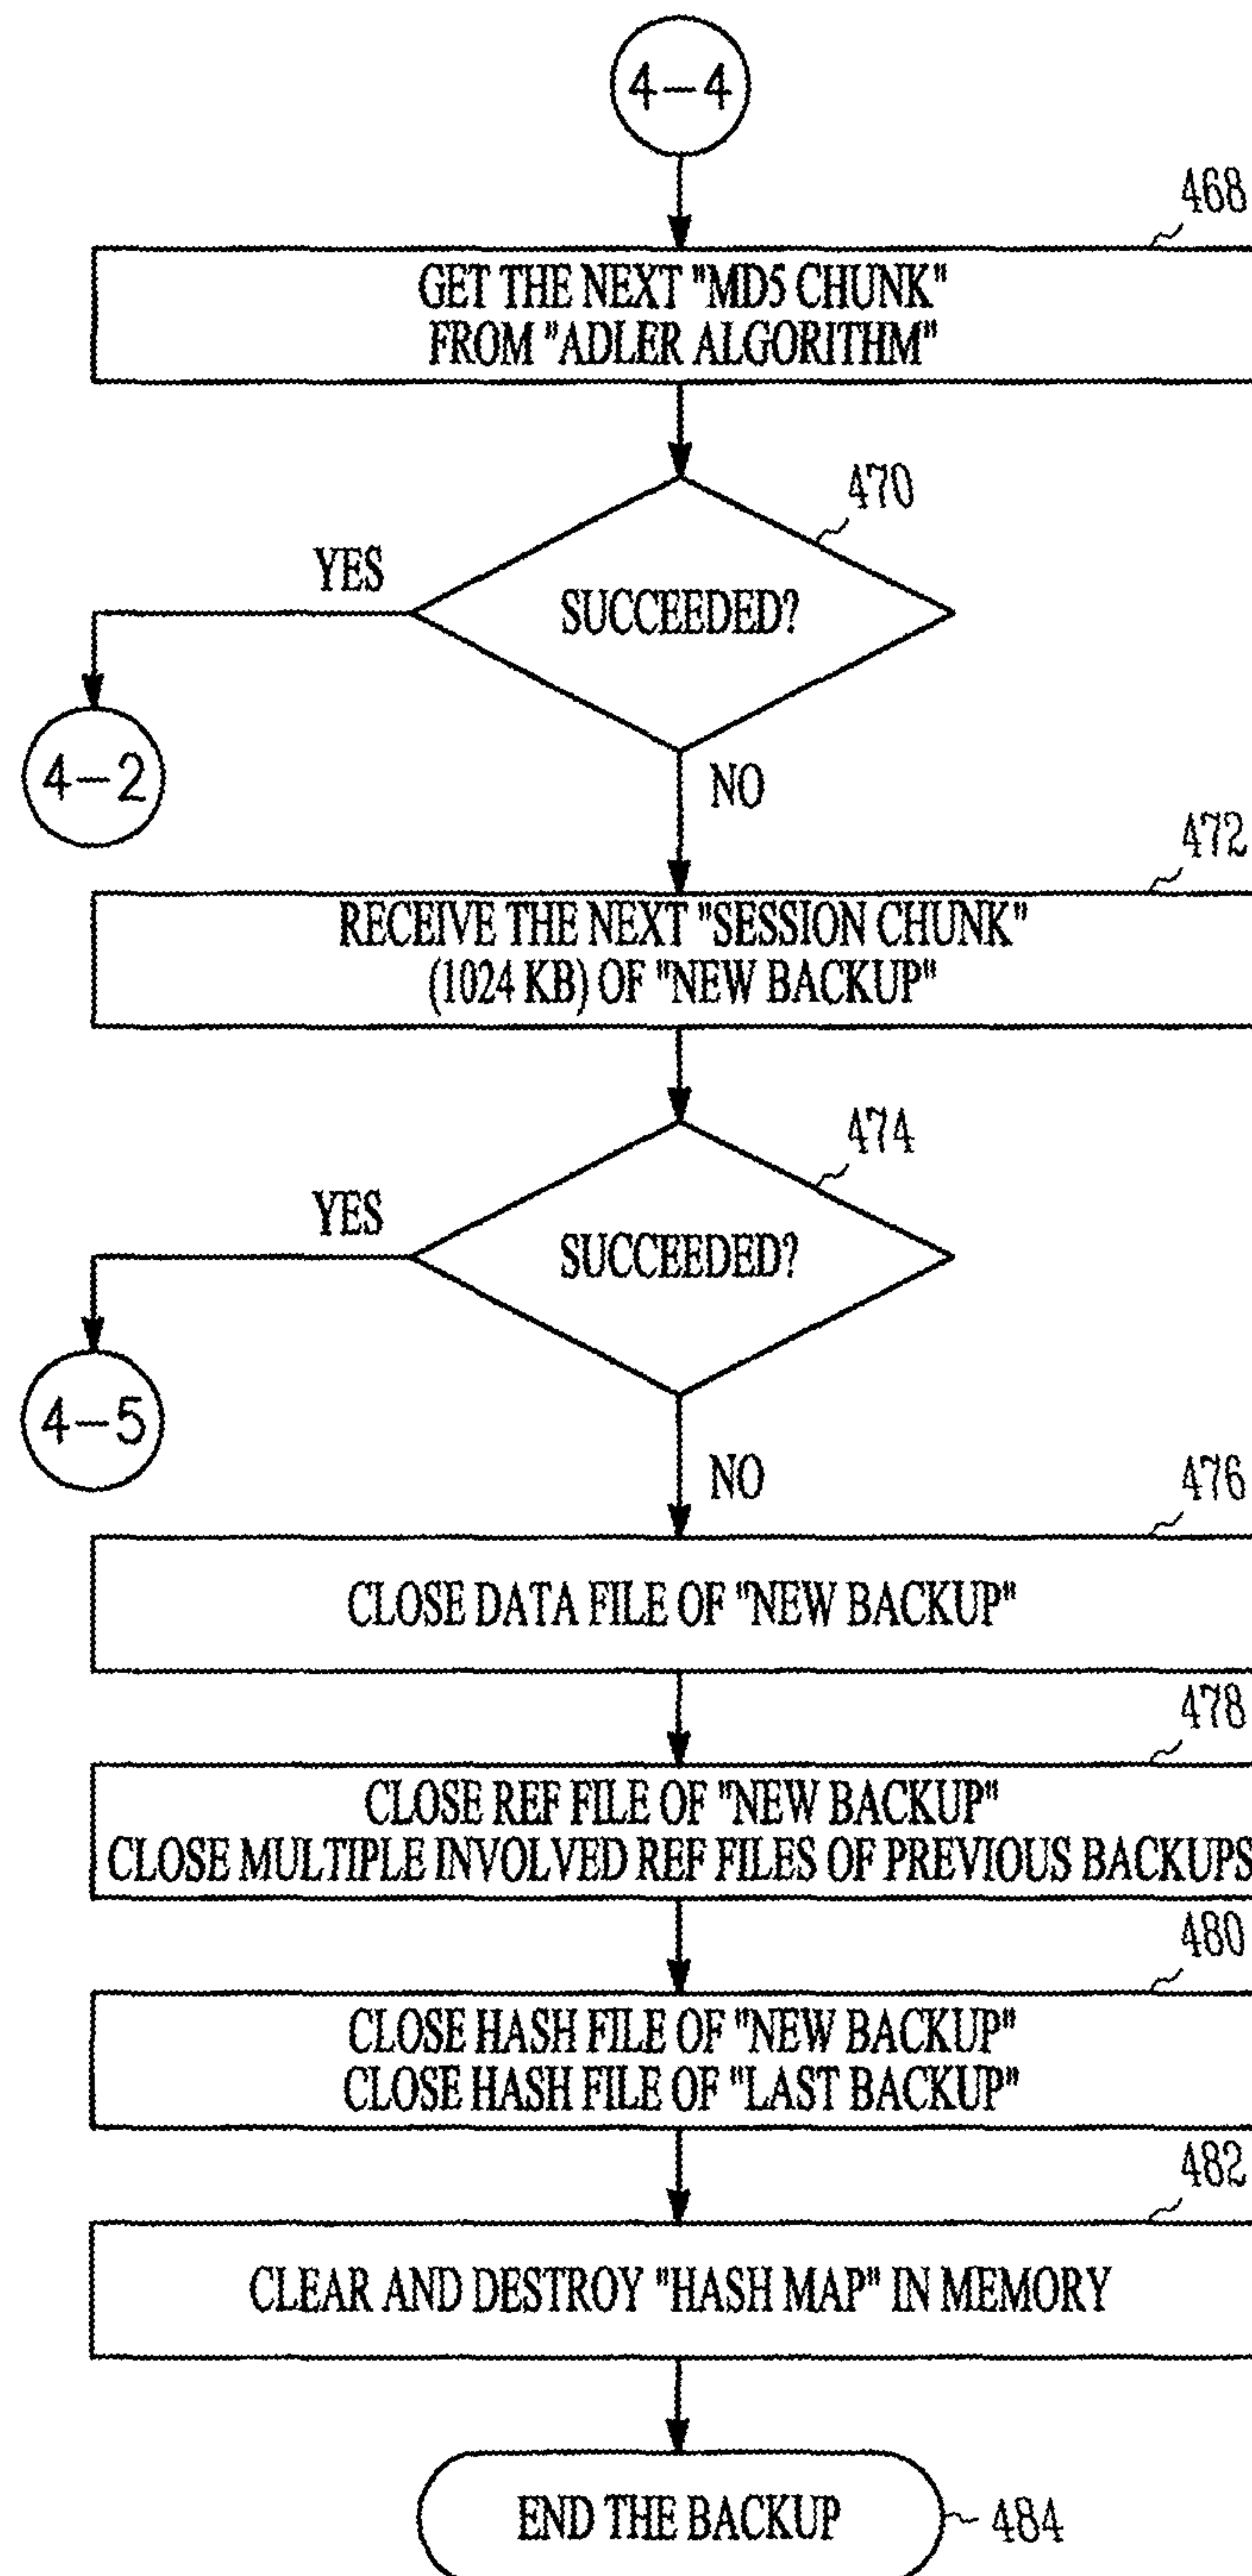 4-4
468
GET THE NEXT "MD5 CHUNK"
FROM "ADLER ALGORITHM"
470
YES
SUCCEEDED?
4-2
NO
472
RECEIVE THE NEXT "SESSION CHUNK"
(1024 KB) OF "NEW BACKUP"
474
YES
SUCCEEDED?
4-5
NO
476
CLOSE DATA FILE OF "NEW BACKUP"
478
CLOSE REF FILE OF "NEW BACKUP"
CLOSE MULTIPLE INVOLVED REF FILES OF PREVIOUS BACKUPS
480
CLOSE HASH FILE OF "NEW BACKUP"
CLOSE HASH FILE OF "LAST BACKUP"
482
CLEAR AND DESTROY "HASH MAP" IN MEMORY
END THE BACKUP
484